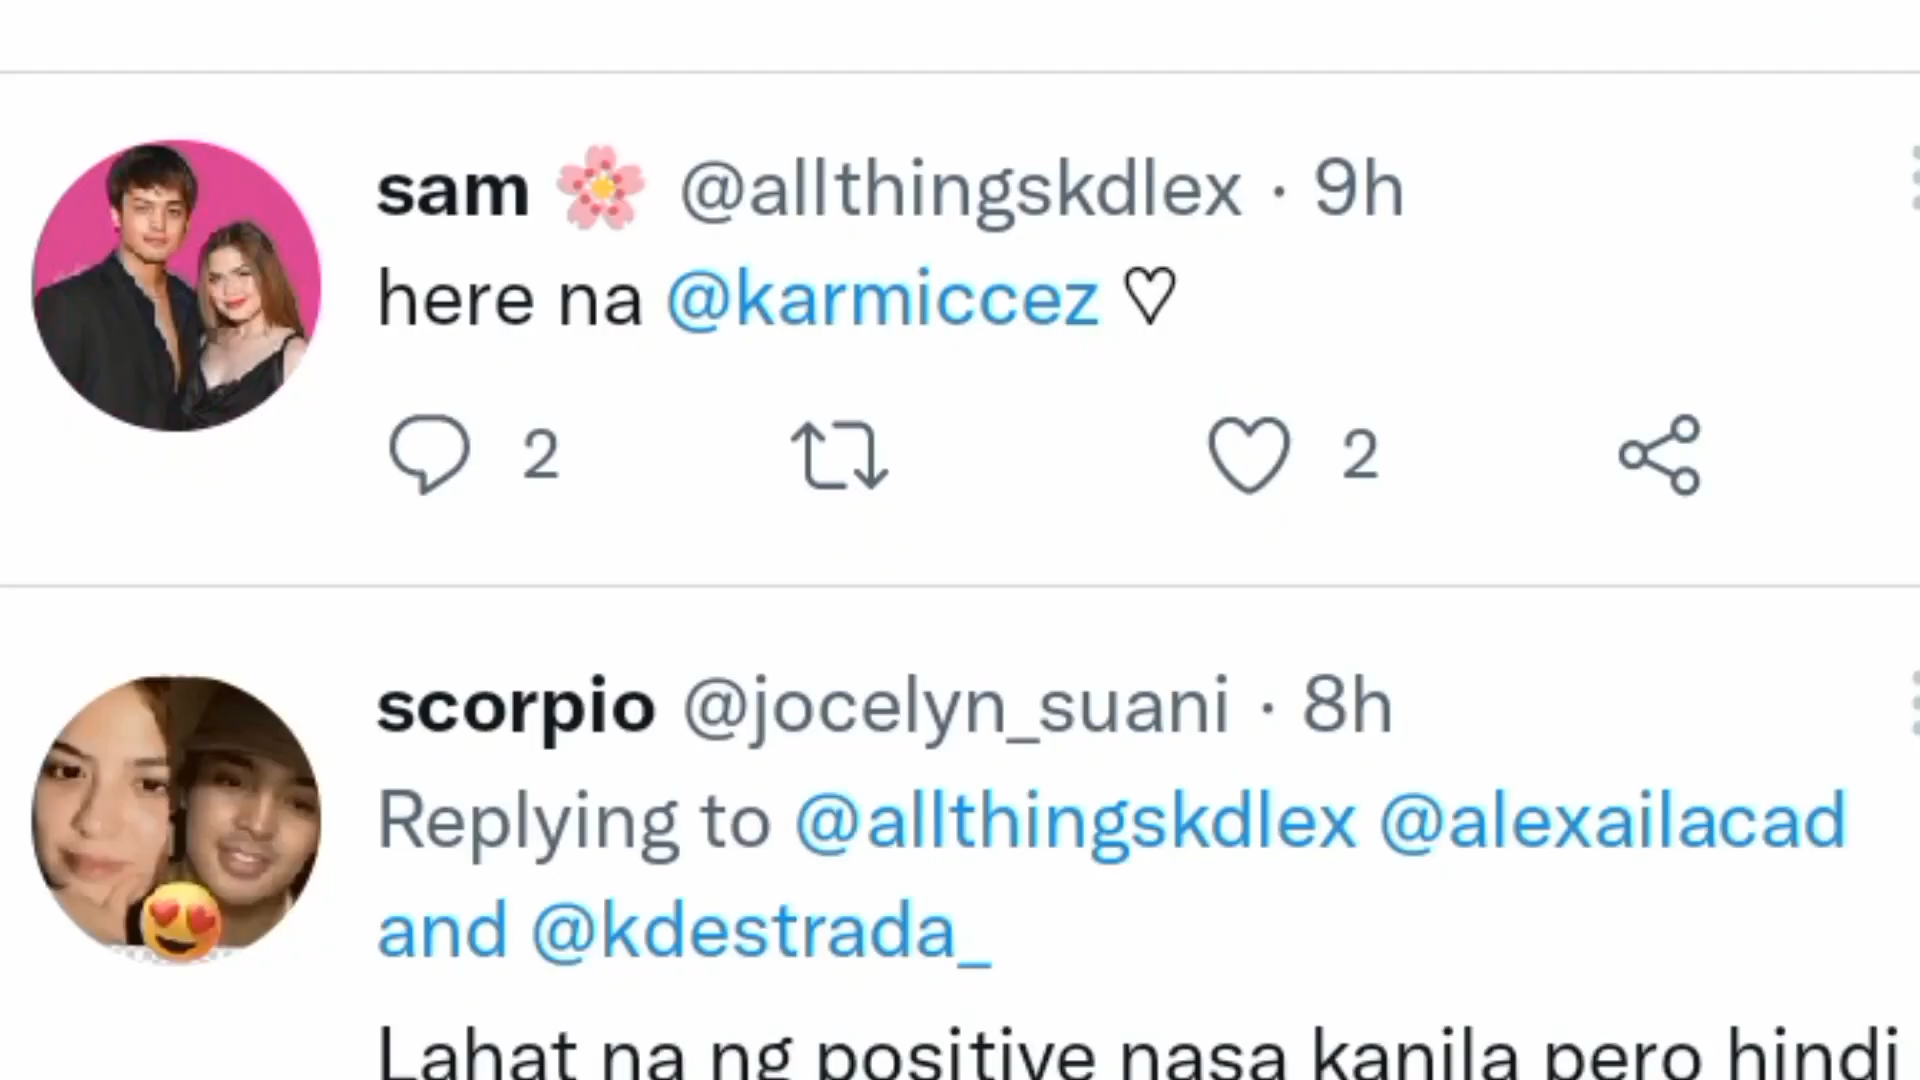 sam 🌸 @allthingskdlex · 9h
here na @karmiccez ♡
2 2
scorpio @jocelyn_suani · 8h
Replying to @allthingskdlex @alexailacad
and @kdestrada_
Lahat na ng positive nasa kanila pero hindi